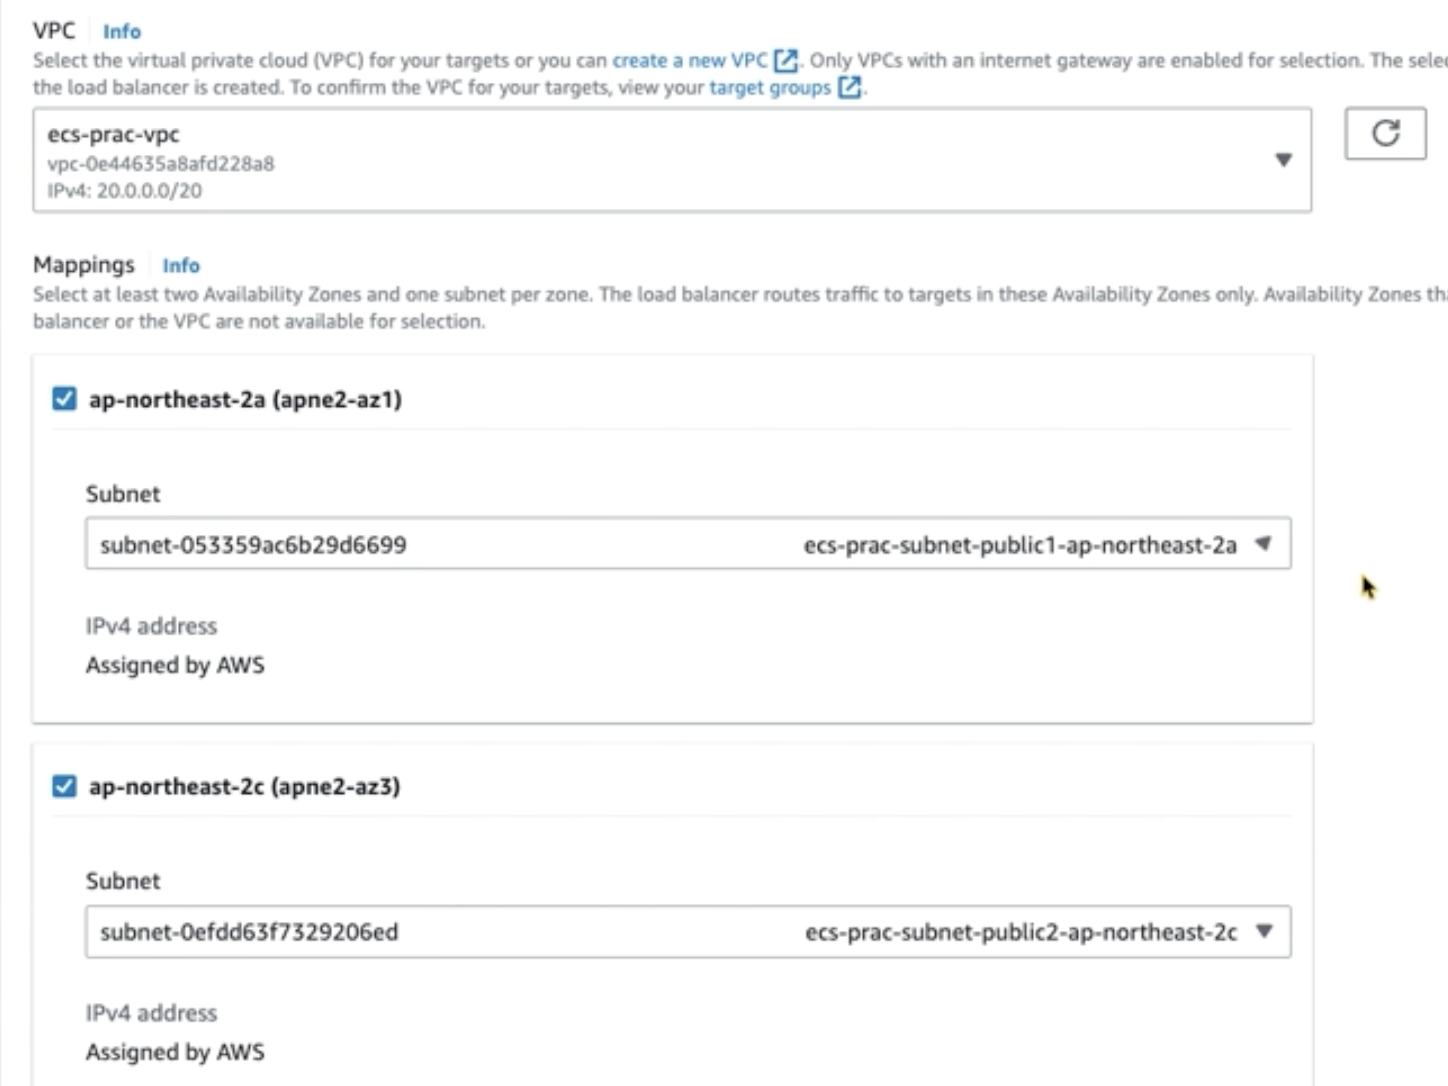 VPC Info
Select the virtual private cloud (VPC) for your targets or you can create a new VPC. Only VPCs with an internet gateway are enabled for selection. The
the load balancer is created. To confirm the VPC for your targets, view your target groups.
ecs-prac-vpc
vpc-0e44635a8afd228a8
IPv4: 20.0.0.0/20
Mappings Info
Select at least two Availability Zones and one subnet per zone. The load balancer routes traffic to targets in these Availability Zones only. Availability Zones
balancer or the VPC are not available for selection.
ap-northeast-2a (apne2-az1)
Subnet
subnet-053359ac6b29d6699 ecs-prac-subnet-public1-ap-northeast-2a
IPv4 address
Assigned by AWS
ap-northeast-2c (apne2-az3)
Subnet
subnet-0efdd63f7329206ed ecs-prac-subnet-public2-ap-northeast-2c
IPv4 address
Assigned by AWS